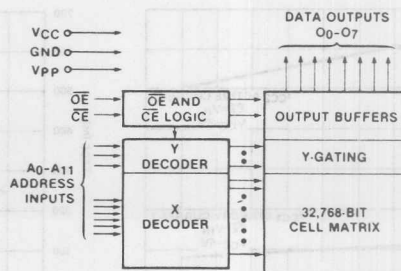 DATA OUTPUTS
O0-O7
VCC
GND
VPP
OE
CE
OE AND
CE LOGIC
OUTPUT BUFFERS
Y
DECODER
Y-GATING
A0-A11
ADDRESS
INPUTS
X
DECODER
32,768-BIT
CELL MATRIX